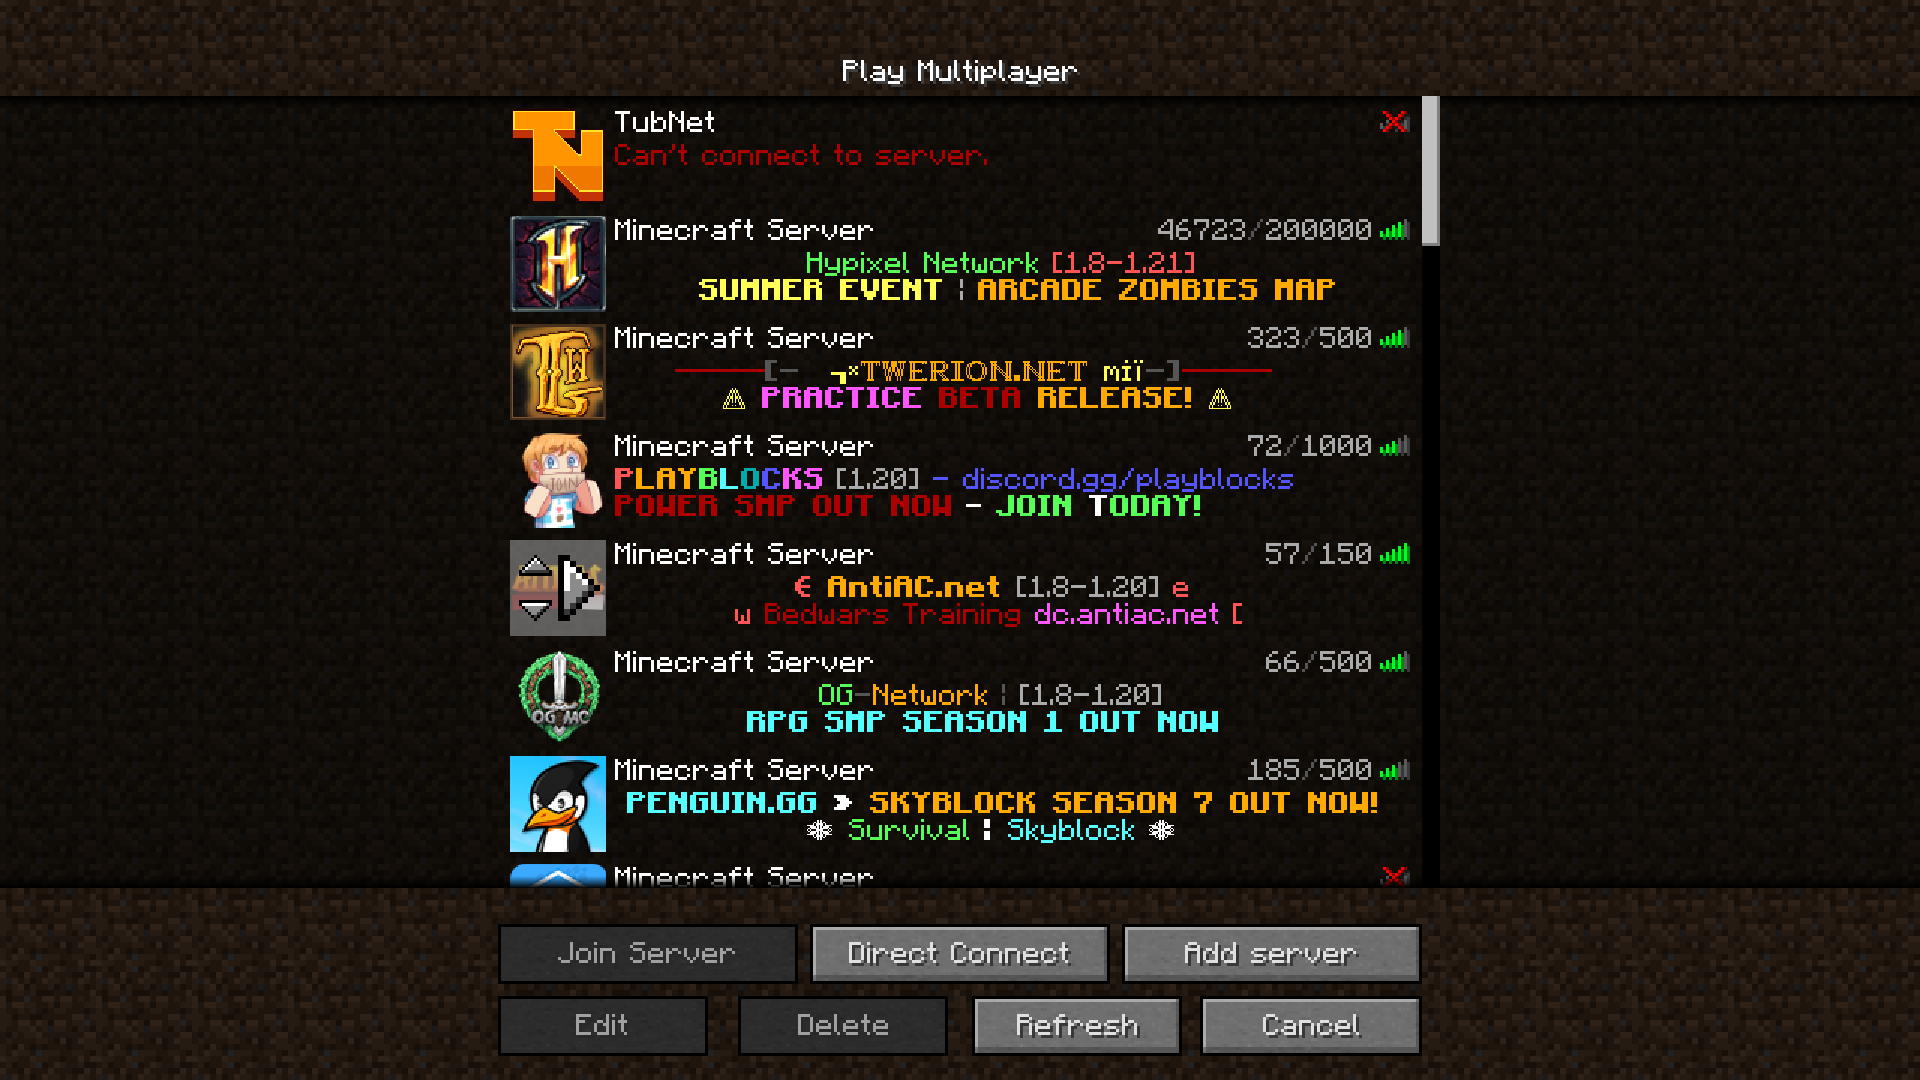 Play Multiplayer
TubNet
Can't connect to server.
Minecraft Server 46723/200000
Hypixel Network [1.8-1.21]
SUMMER EVENT ¦ ARCADE ZOMBIES MAP
Minecraft Server 323/500
[- TWERION.NET -]
⚠ PRACTICE BETA RELEASE! ⚠
Minecraft Server 72/1000
JOIN
PLAYBLOCKS [1.20] - discord.gg/playblocks
POWER SMP OUT NOW - JOIN TODAY!
Minecraft Server 57/150
€ AntiAC.net [1.8-1.20] e
w Bedwars Training dc.antiac.net [
Minecraft Server 66/500
OG-Network ¦ [1.8-1.20]
OG MC
RPG SMP SEASON 1 OUT NOW
Minecraft Server 185/500
PENGUIN.GG » SKYBLOCK SEASON 7 OUT NOW!
❄ Survival ¦ Skyblock ❄
Minecraft Server
Join Server
Direct Connect
Add server
Edit
Delete
Refresh
Cancel